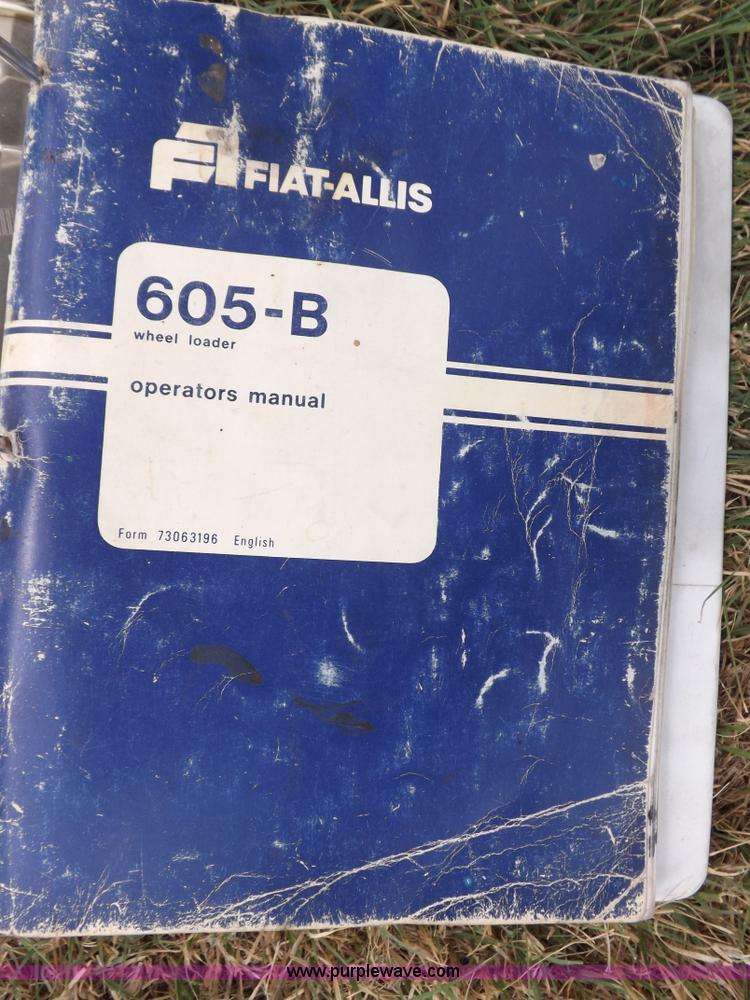 FIAT-ALLIS
605-B
wheel loader
operators manual
Form 73063196 English
www.purplewave.com